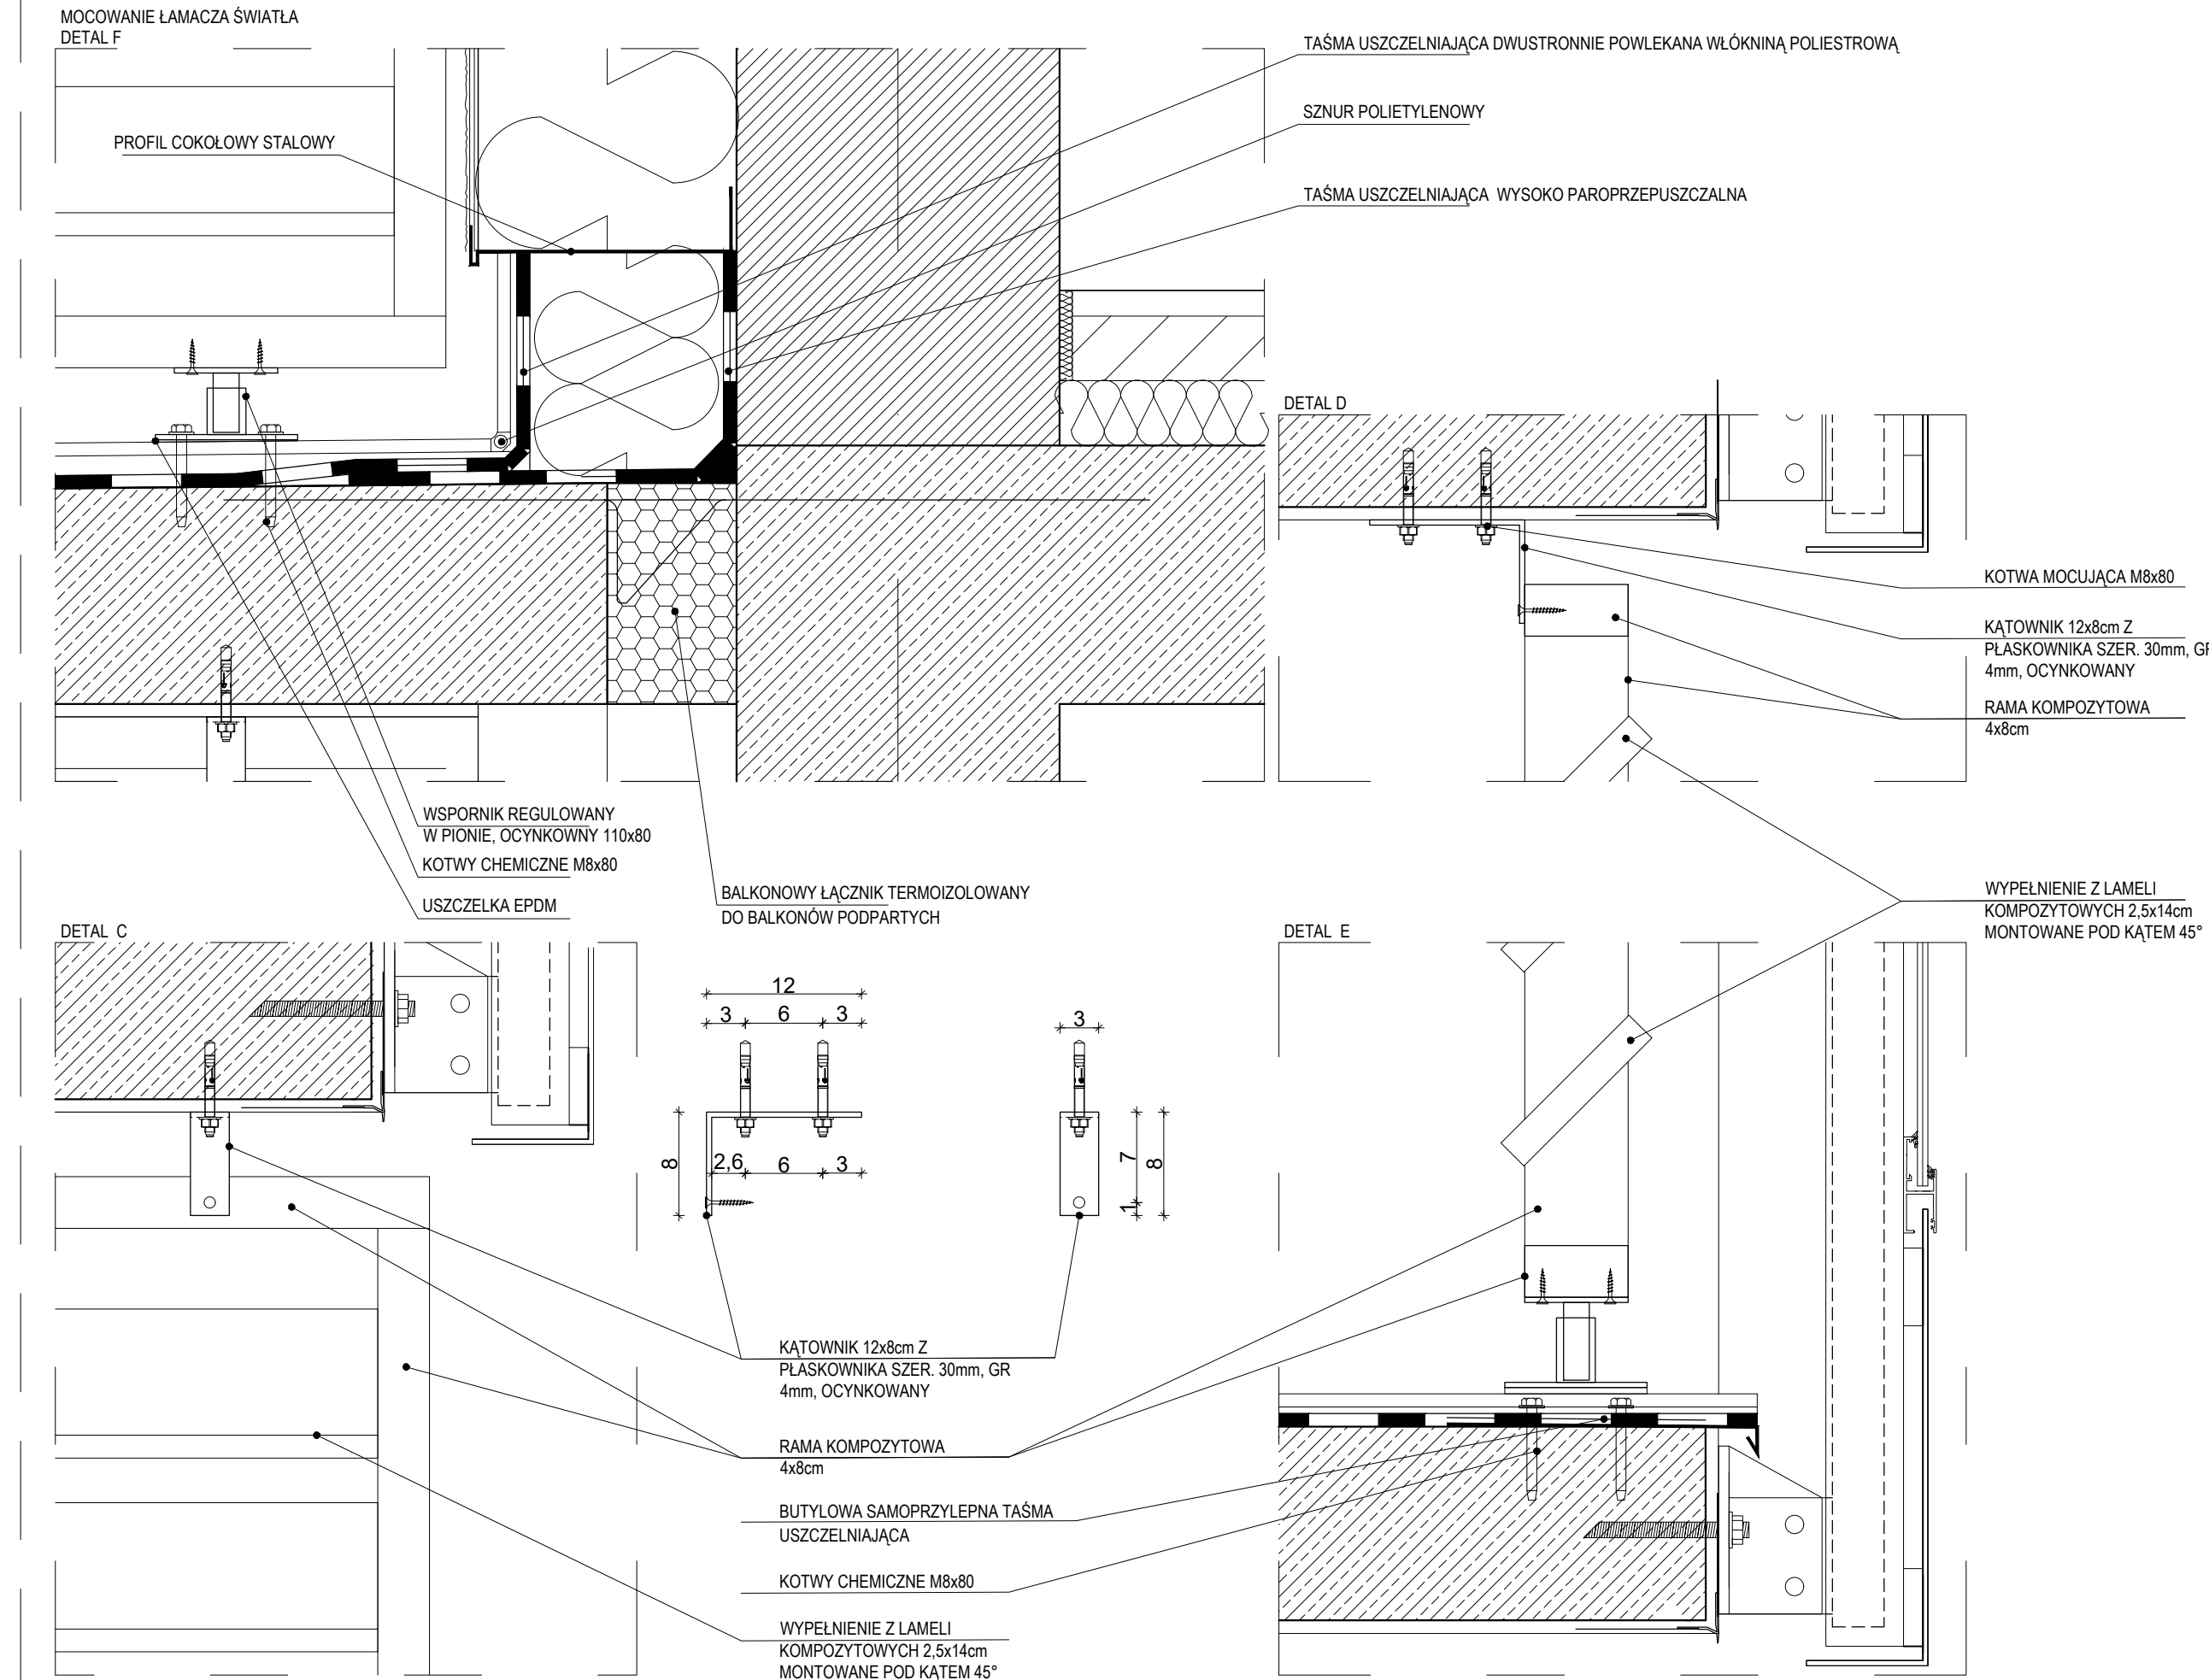 MOCOWANIE ŁAMACZA ŚWIATŁA
DETAL F
PROFIL COKOŁOWY STALOWY
TAŚMA USZCZELNIAJĄCA DWUSTRONNIE POWLEKANA WŁÓKNINĄ POLIESTROWĄ
SZNUR POLIETYLENOWY
TAŚMA USZCZELNIAJĄCA WYSOKO PAROPRZEPUSZCZALNA
DETAL D
KOTWA MOCUJĄCA M8x80
KĄTOWNIK 12x8cm Z
PŁASKOWNIKA SZER. 30mm, GR
4mm, OCYNKOWANY
RAMA KOMPOZYTOWA
4x8cm
WSPORNIK REGULOWANY
W PIONIE, OCYNKOWNY 110x80
KOTWY CHEMICZNE M8x80
USZCZELKA EPDM
BALKONOWY ŁĄCZNIK TERMOIZOLOWANY
DO BALKONÓW PODPARTYCH
WYPEŁNIENIE Z LAMELI
KOMPOZYTOWYCH 2,5x14cm
MONTOWANE POD KĄTEM 45°
DETAL C
DETAL E
12
3 6 3
3
8
2,6 6 3
7
8
1
KĄTOWNIK 12x8cm Z
PŁASKOWNIKA SZER. 30mm, GR
4mm, OCYNKOWANY
RAMA KOMPOZYTOWA
4x8cm
BUTYLOWA SAMOPRZYLEPNA TAŚMA
USZCZELNIAJĄCA
KOTWY CHEMICZNE M8x80
WYPEŁNIENIE Z LAMELI
KOMPOZYTOWYCH 2,5x14cm
MONTOWANE POD KĄTEM 45°